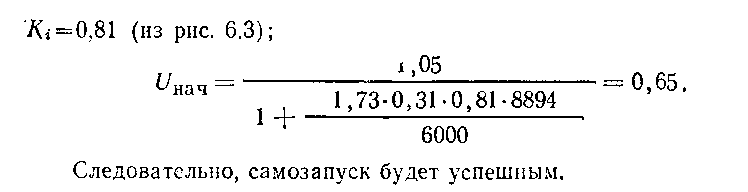 K_i=0,81 (из рис. 6.3);
U_нач = 1,05 / (1 + 1,73·0,31·0,81·8894 / 6000) = 0,65.
Следовательно, самозапуск будет успешным.